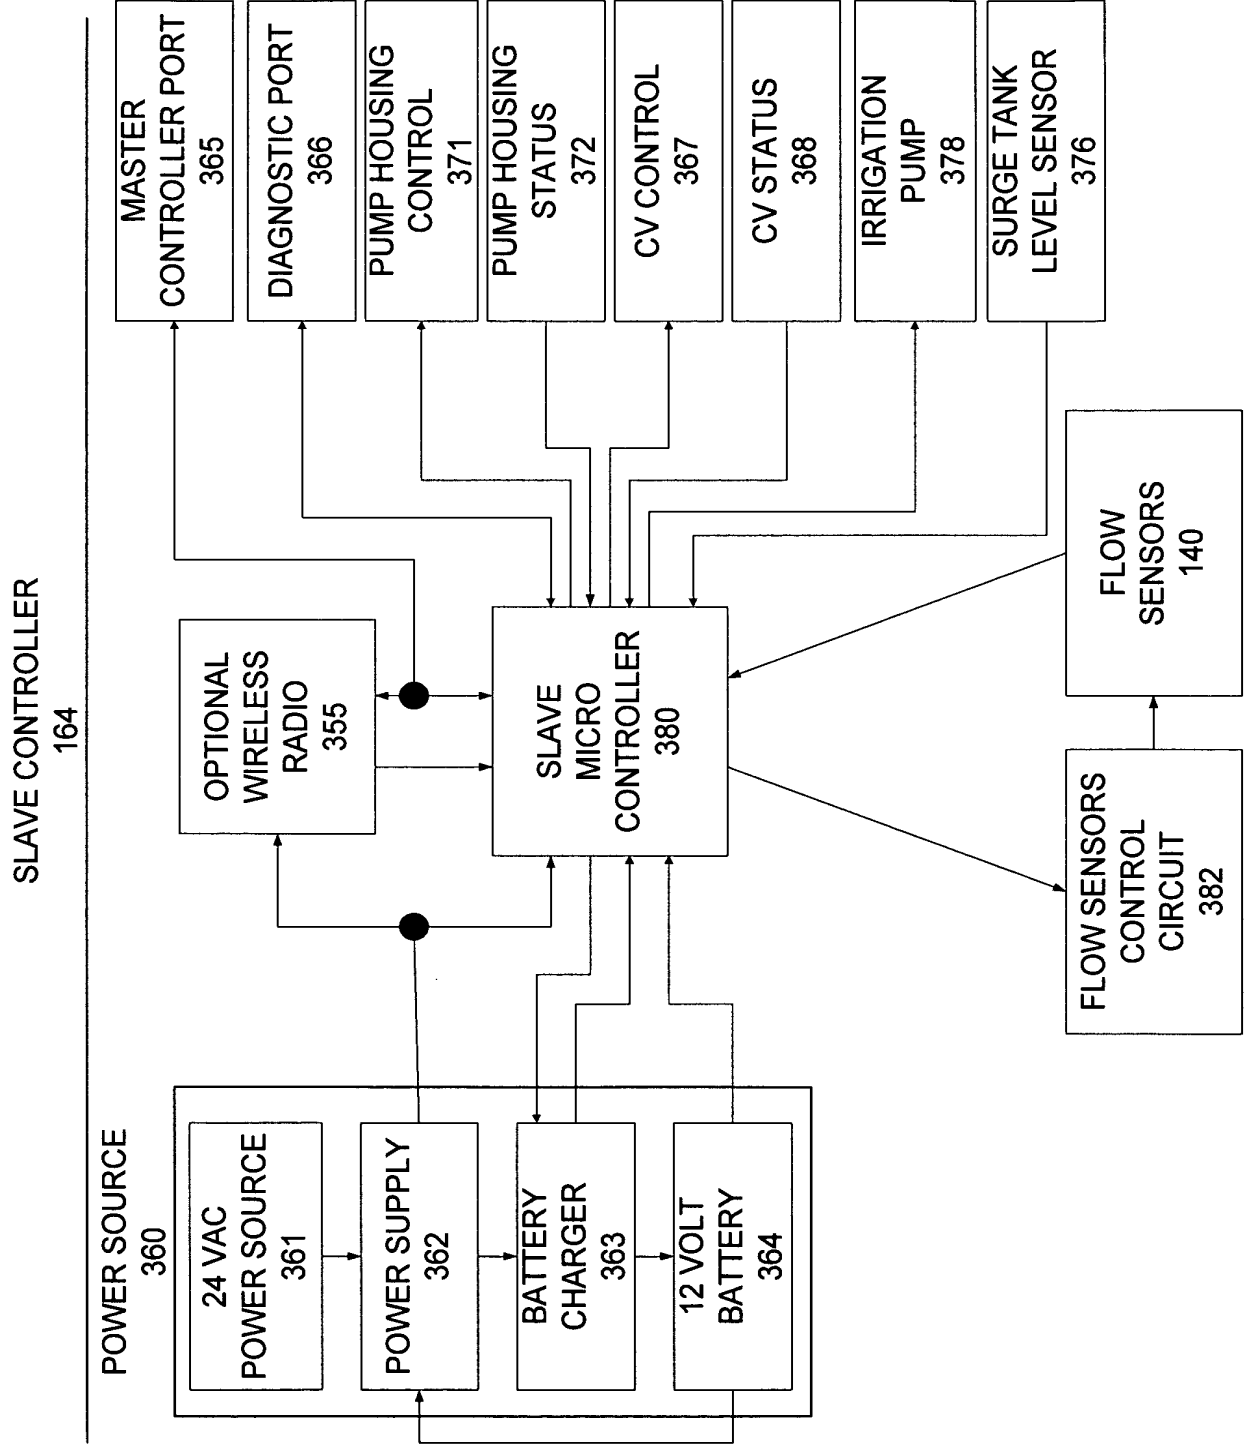 SLAVE CONTROLLER
164
POWER SOURCE
360
24 VAC
POWER SOURCE
361
POWER SUPPLY
362
BATTERY
CHARGER
363
12 VOLT
BATTERY
364
OPTIONAL
WIRELESS
RADIO
355
SLAVE
MICRO
CONTROLLER
380
FLOW SENSORS
CONTROL
CIRCUIT
382
FLOW
SENSORS
140
MASTER
CONTROLLER PORT
365
DIAGNOSTIC PORT
366
PUMP HOUSING
CONTROL
371
PUMP HOUSING
STATUS
372
CV CONTROL
367
CV STATUS
368
IRRIGATION
PUMP
378
SURGE TANK
LEVEL SENSOR
376